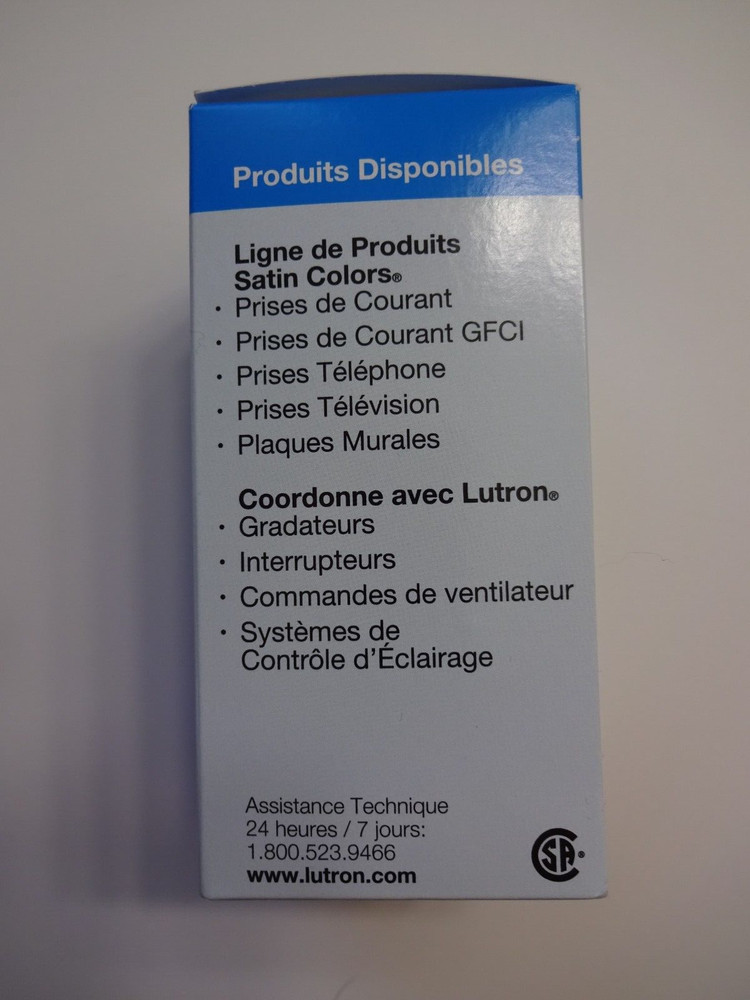 Produits Disponibles
Ligne de Produits
Satin Colors®
· Prises de Courant
· Prises de Courant GFCI
· Prises Téléphone
· Prises Télévision
· Plaques Murales
Coordonne avec Lutron®
· Gradateurs
· Interrupteurs
· Commandes de ventilateur
· Systèmes de
Contrôle d'Éclairage
Assistance Technique
24 heures / 7 jours:
1.800.523.9466
www.lutron.com
CSA®